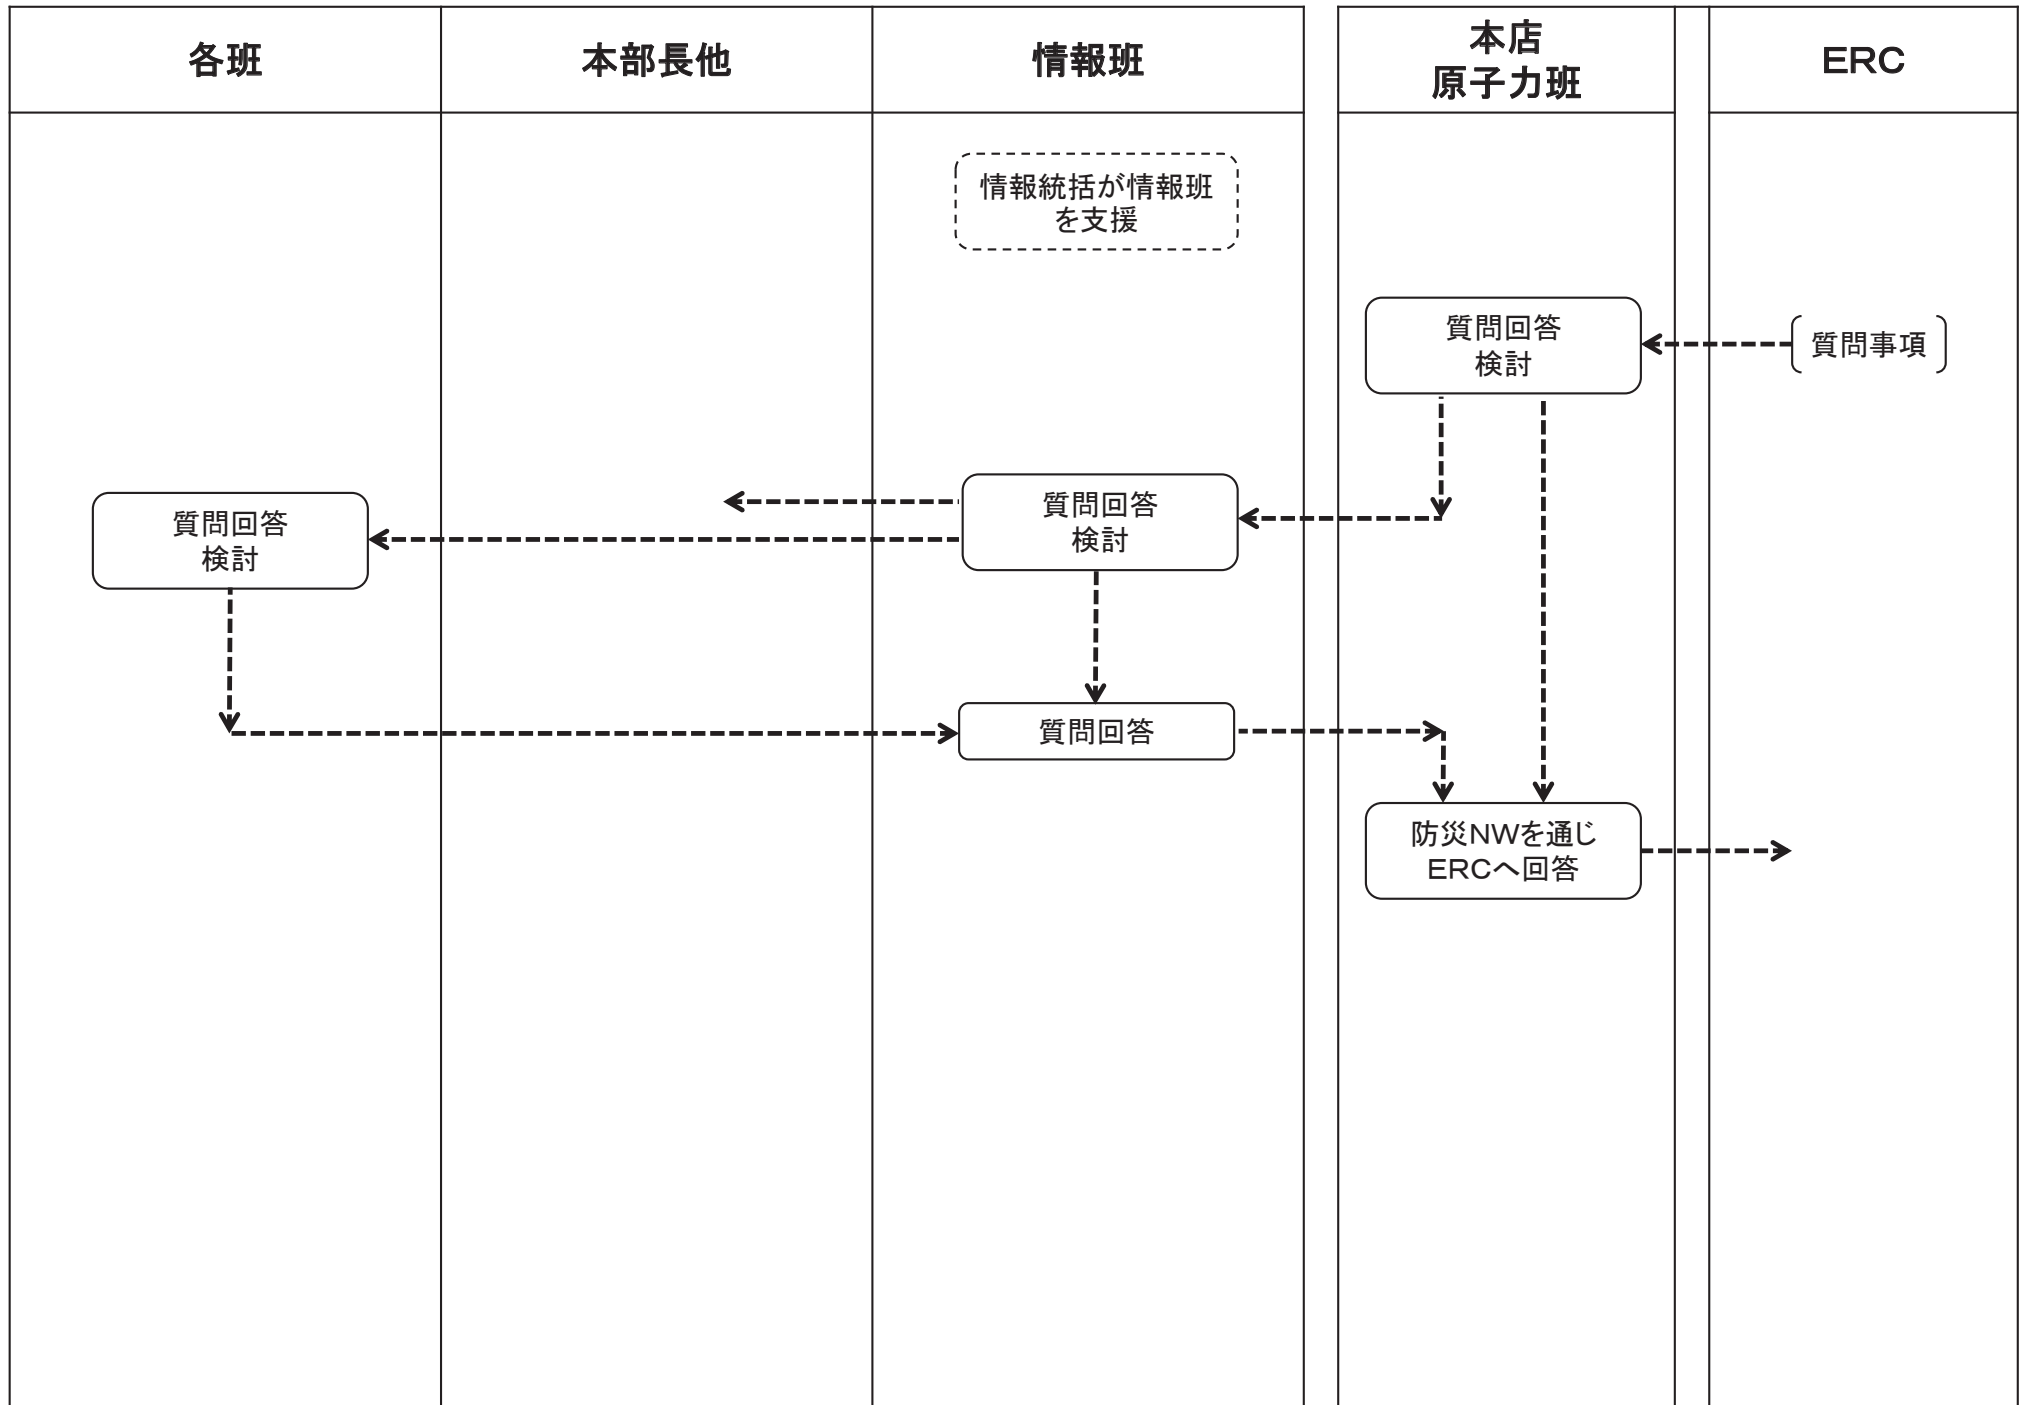 各班
本部長他
情報班
本店
原子力班
ERC
情報統括が情報班
を支援
質問回答
検討
質問事項
質問回答
検討
質問回答
検討
質問回答
防災NWを通じ
ERCへ回答